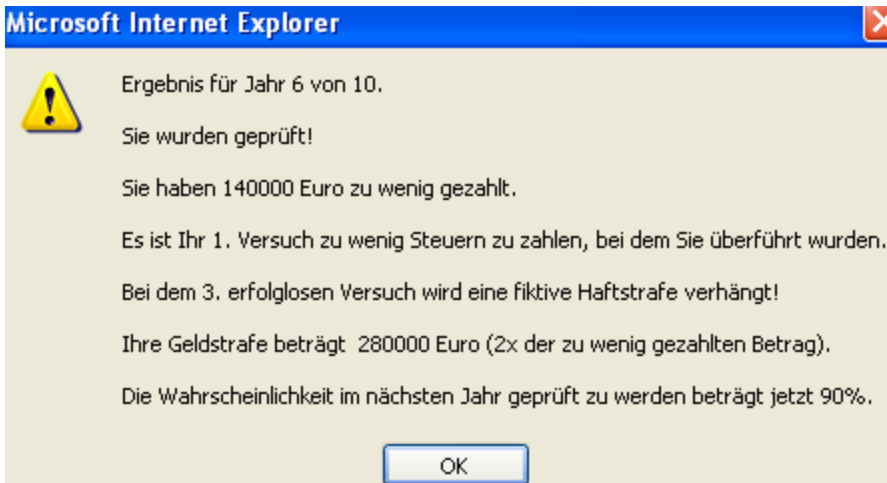 Microsoft Internet Explorer
Ergebnis für Jahr 6 von 10.
Sie wurden geprüft!
Sie haben 140000 Euro zu wenig gezahlt.
Es ist Ihr 1. Versuch zu wenig Steuern zu zahlen, bei dem Sie überführt wurden.
Bei dem 3. erfolglosen Versuch wird eine fiktive Haftstrafe verhängt!
Ihre Geldstrafe beträgt  280000 Euro (2x der zu wenig gezahlten Betrag).
Die Wahrscheinlichkeit im nächsten Jahr geprüft zu werden beträgt jetzt 90%.
OK